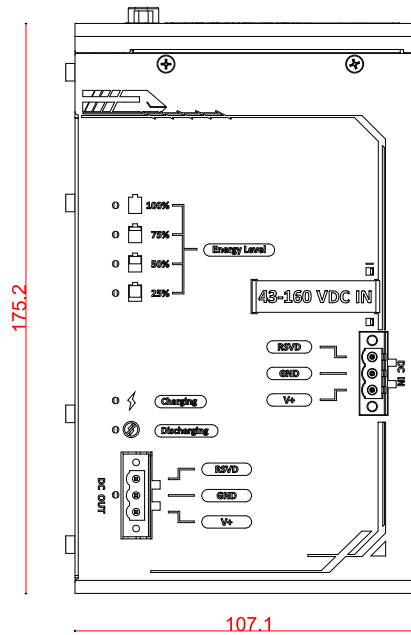 100%
75%
Energy Level
50%
25%
43-160 VDC IN
175.2
RSVD
GND
V+
DC IN
Charging
Discharging
RSVD
GND
V+
DC OUT
107.1